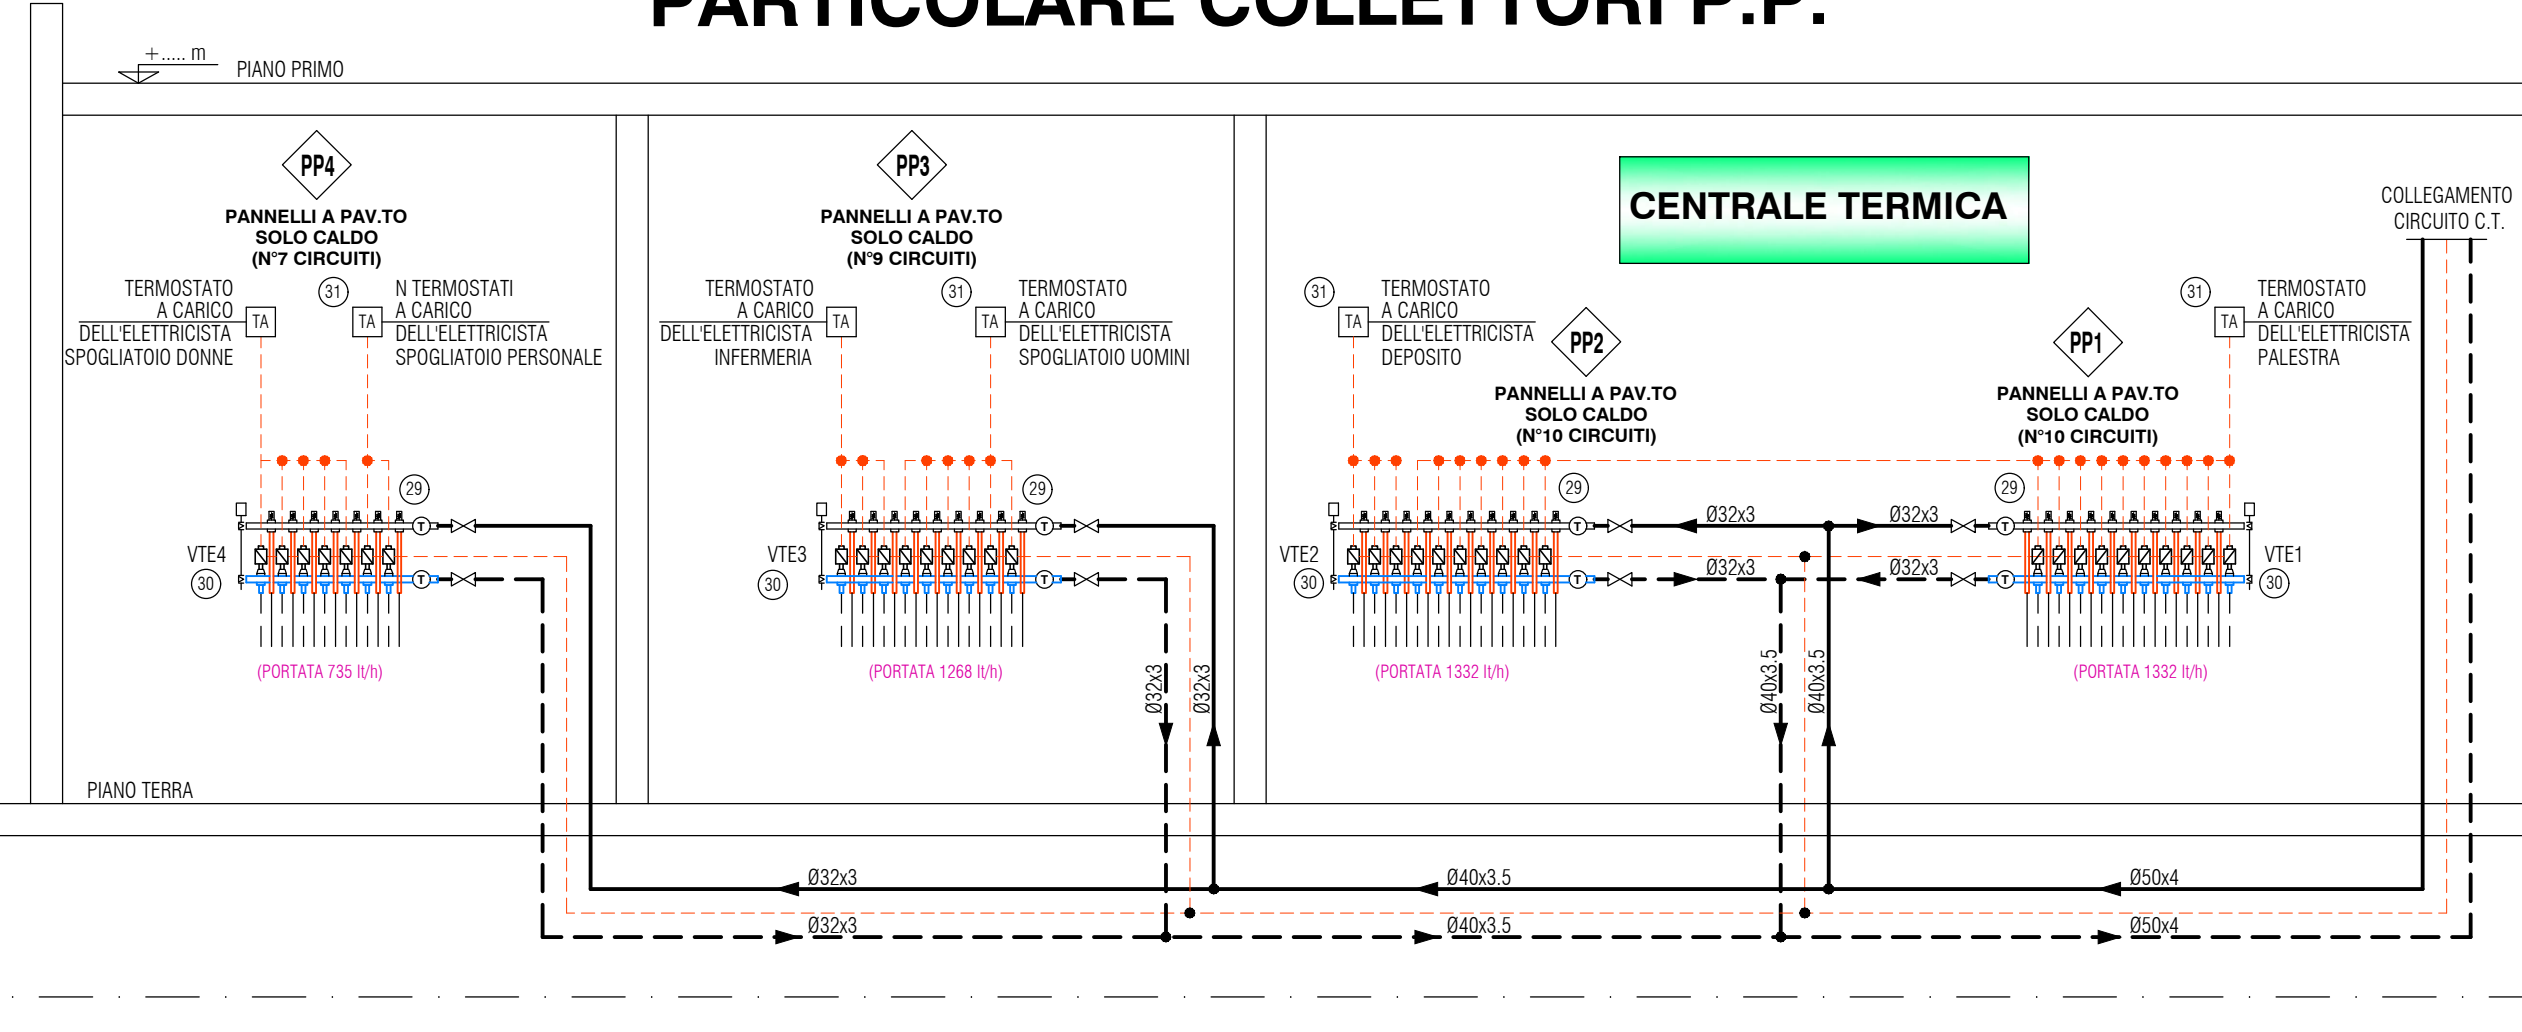 PARTICOLARE COLLETTORI P.P.
+..... m
PIANO PRIMO
PP4
PANNELLI A PAV.TO
SOLO CALDO
(N°7 CIRCUITI)
TERMOSTATO
A CARICO
DELL'ELETTRICISTA
SPOGLIATOIO DONNE
TA
31
TA
N TERMOSTATI
A CARICO
DELL'ELETTRICISTA
SPOGLIATOIO PERSONALE
29
T
T
VTE4
30
(PORTATA 735 lt/h)
PP3
PANNELLI A PAV.TO
SOLO CALDO
(N°9 CIRCUITI)
TERMOSTATO
A CARICO
DELL'ELETTRICISTA
INFERMERIA
TA
31
TA
TERMOSTATO
A CARICO
DELL'ELETTRICISTA
SPOGLIATOIO UOMINI
29
T
T
VTE3
30
(PORTATA 1268 lt/h)
Ø32x3
Ø32x3
CENTRALE TERMICA
31
TA
TERMOSTATO
A CARICO
DELL'ELETTRICISTA
DEPOSITO
PP2
PANNELLI A PAV.TO
SOLO CALDO
(N°10 CIRCUITI)
29
T
T
VTE2
30
(PORTATA 1332 lt/h)
Ø32x3
Ø32x3
Ø32x3
Ø32x3
Ø40x3.5
Ø40x3.5
PP1
PANNELLI A PAV.TO
SOLO CALDO
(N°10 CIRCUITI)
31
TA
TERMOSTATO
A CARICO
DELL'ELETTRICISTA
PALESTRA
29
T
T
VTE1
30
(PORTATA 1332 lt/h)
COLLEGAMENTO
CIRCUITO C.T.
PIANO TERRA
Ø32x3
Ø40x3.5
Ø50x4
Ø32x3
Ø40x3.5
Ø50x4